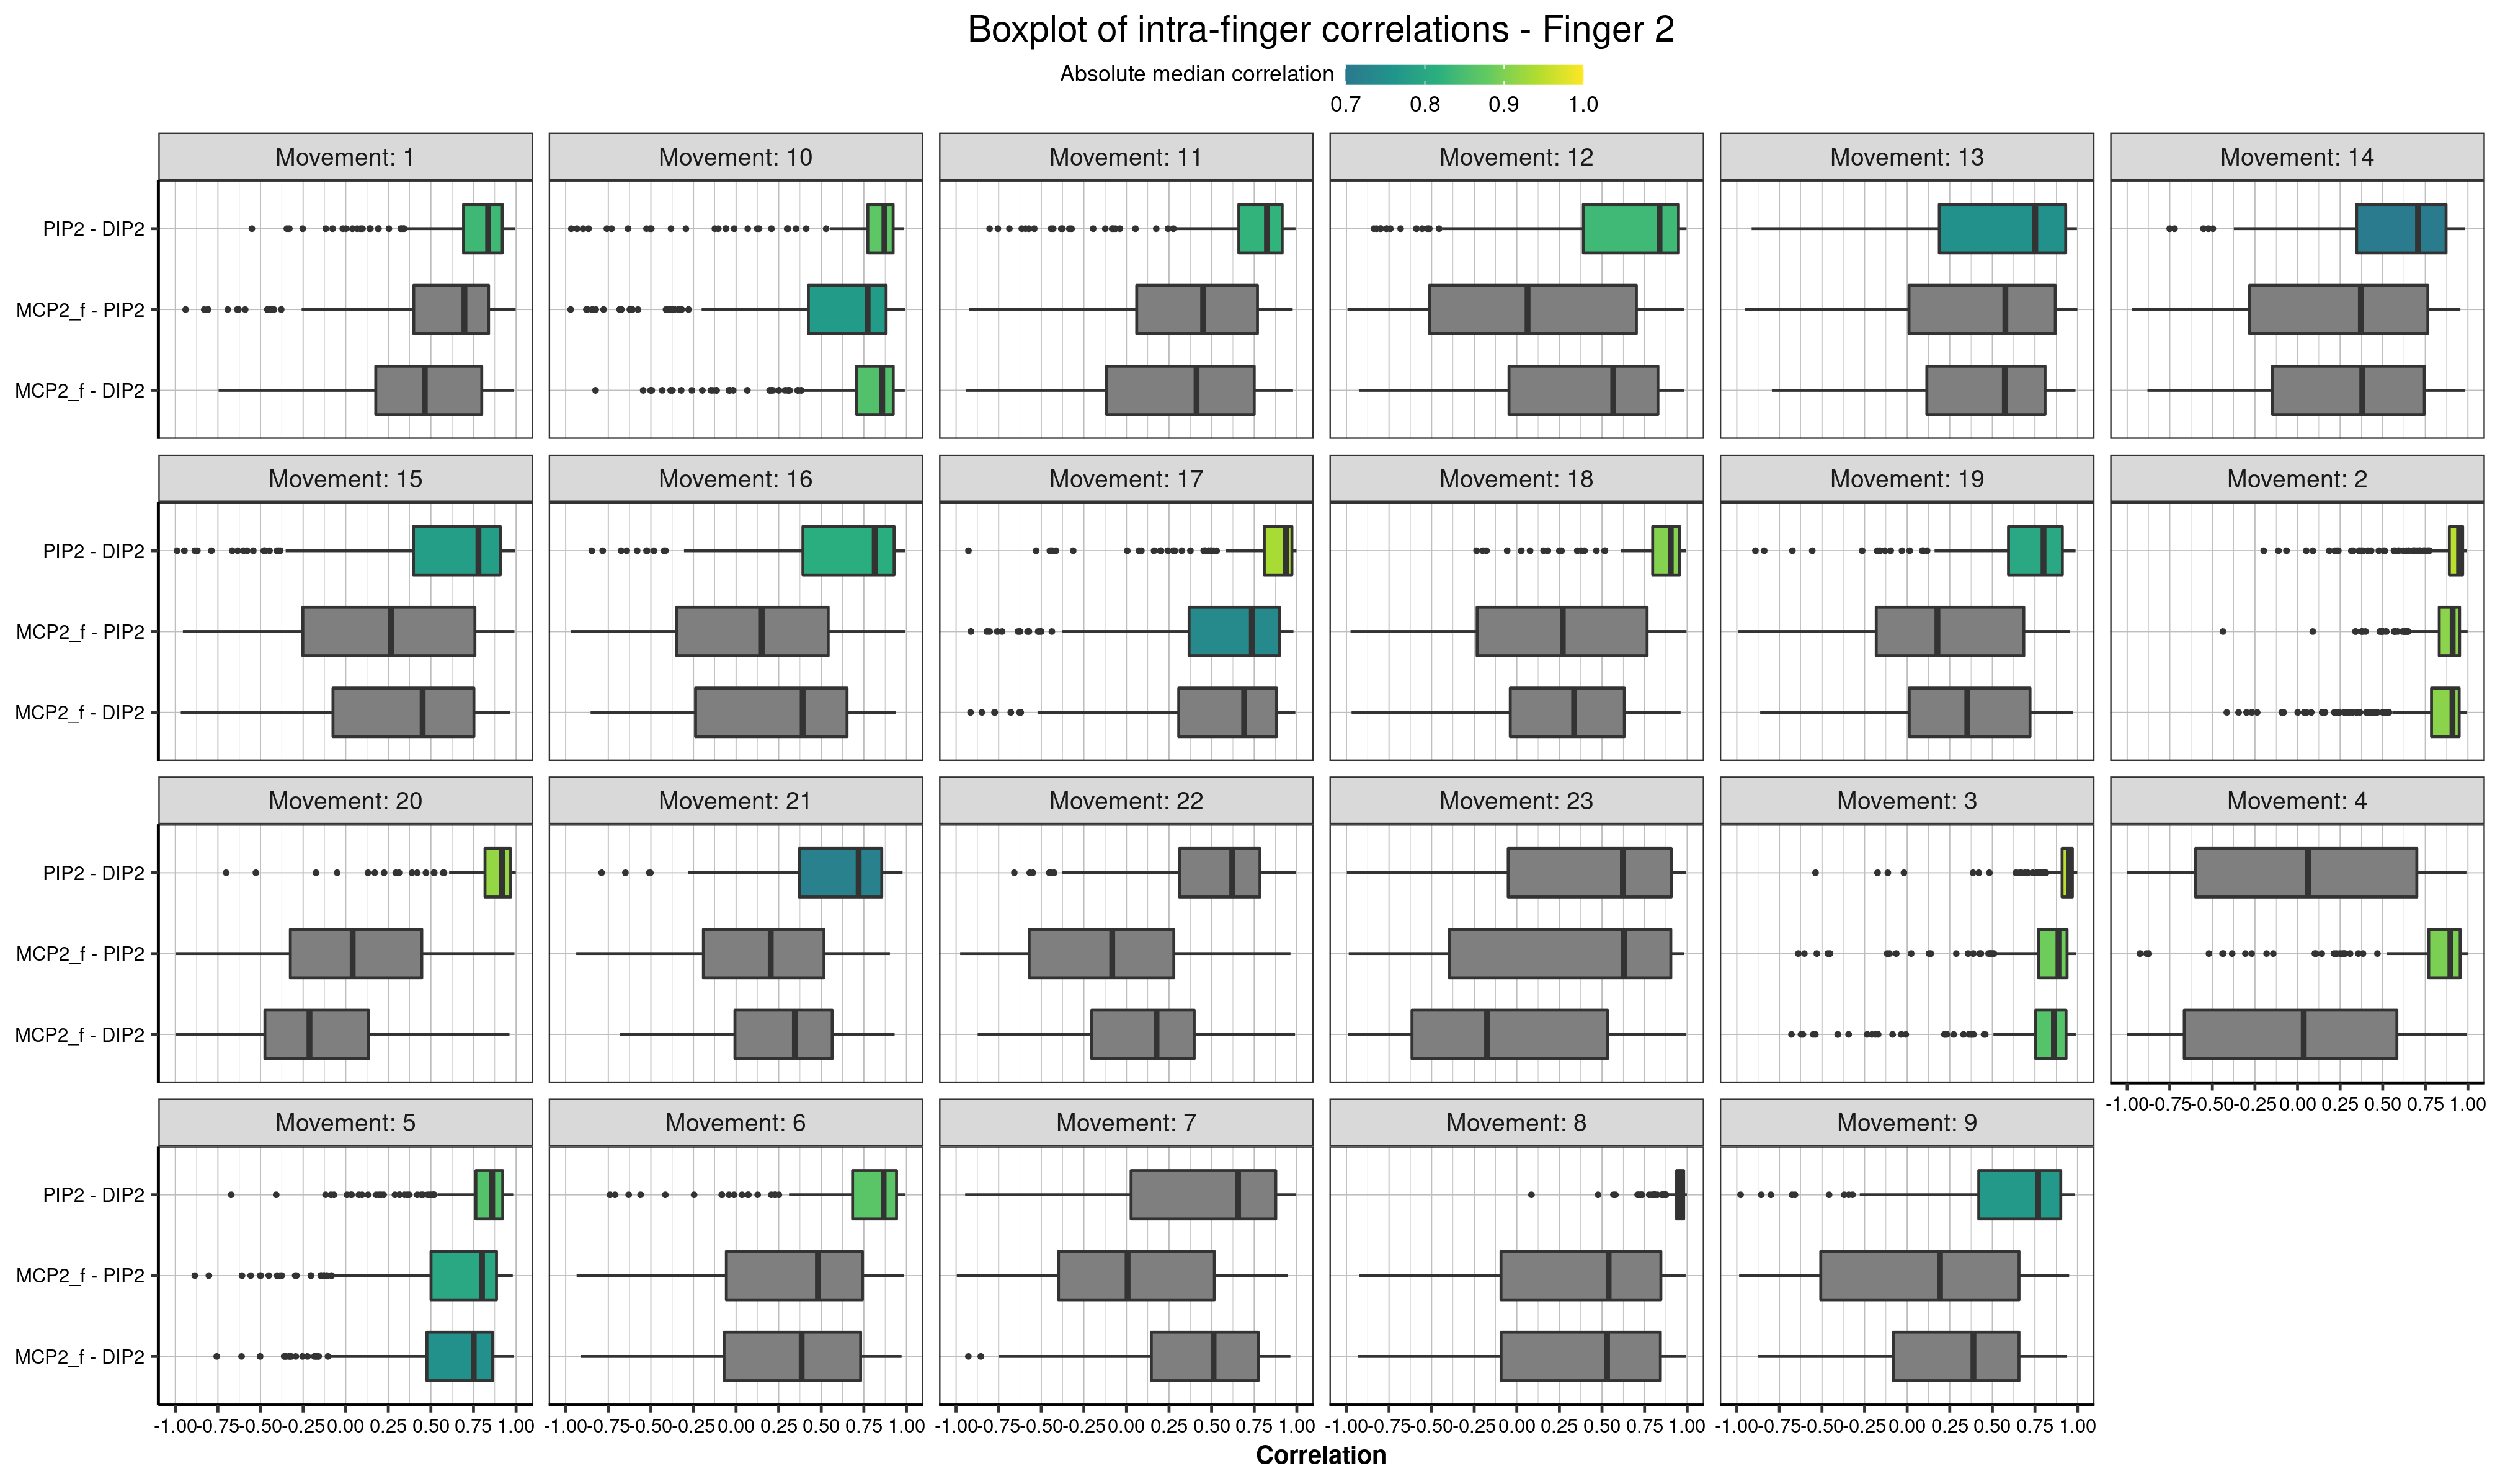 Boxplot of intra-finger correlations - Finger 2
Absolute median correlation
0.7 0.8 0.9 1.0
Movement: 1 Movement: 10 Movement: 11 Movement: 12 Movement: 13 Movement: 14
PIP2 - DIP2
MCP2_f - PIP2
MCP2_f - DIP2
Movement: 15 Movement: 16 Movement: 17 Movement: 18 Movement: 19 Movement: 2
PIP2 - DIP2
MCP2_f - PIP2
MCP2_f - DIP2
Movement: 20 Movement: 21 Movement: 22 Movement: 23 Movement: 3 Movement: 4
PIP2 - DIP2
MCP2_f - PIP2
MCP2_f - DIP2
-1.00 -0.75 -0.50 -0.25 0.00 0.25 0.50 0.75 1.00
Movement: 5 Movement: 6 Movement: 7 Movement: 8 Movement: 9
PIP2 - DIP2
MCP2_f - PIP2
MCP2_f - DIP2
-1.00 -0.75 -0.50 -0.25 0.00 0.25 0.50 0.75 1.00 -1.00 -0.75 -0.50 -0.25 0.00 0.25 0.50 0.75 1.00 -1.00 -0.75 -0.50 -0.25 0.00 0.25 0.50 0.75 1.00 -1.00 -0.75 -0.50 -0.25 0.00 0.25 0.50 0.75 1.00 -1.00 -0.75 -0.50 -0.25 0.00 0.25 0.50 0.75 1.00
Correlation